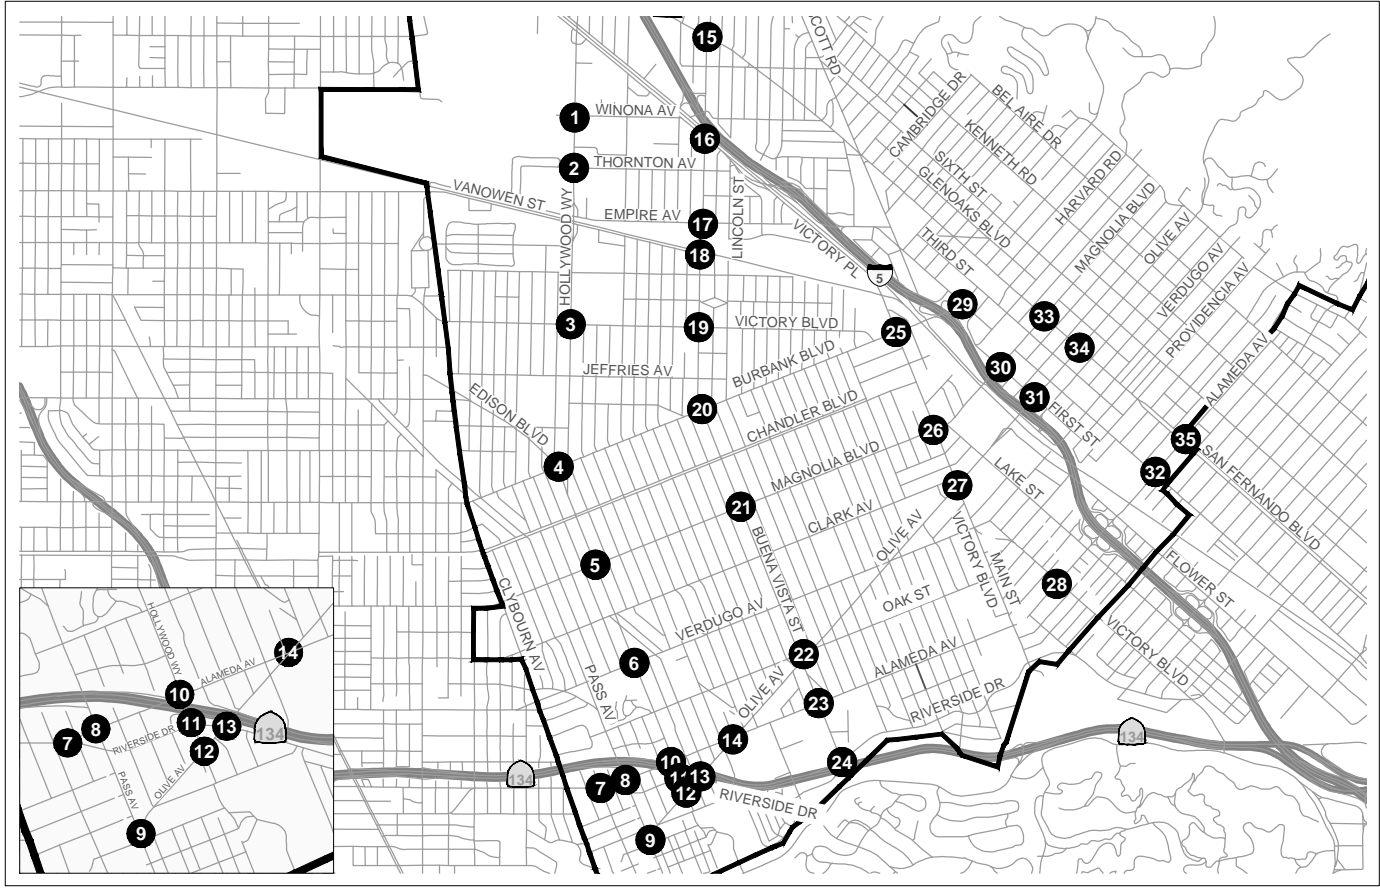 15
SCOTT RD
CAMBRIDGE DR
BEL AIRE DR
1
WINONA AV
KENNETH RD
16
SIXTH ST
HARVARD RD
2
THORNTON AV
GLENOAKS BLVD
MAGNOLIA BLVD
VANOWEN ST
HOLLYWOOD WY
EMPIRE AV
17
LINCOLN ST
VICTORY PL
THIRD ST
OLIVE AV
VERDUGO AV
PROVIDENCIA AV
18
5
29
3
19
VICTORY BLVD
25
33
34
JEFFRIES AV
BURBANK BLVD
30
ALAMEDA AV
EDISON BLVD
20
CHANDLER BLVD
31
FIRST ST
26
35
4
MAGNOLIA BLVD
LAKE ST
32
SAN FERNANDO BLVD
27
21
CLARK AV
OLIVE AV
BUENA VISTA ST
VICTORY BLVD
MAIN ST
5
FLOWER ST
28
CLYBOURN AV
VERDUGO AV
OAK ST
VICTORY BLVD
6
22
ALAMEDA AV
PASS AV
OLIVE AV
23
RIVERSIDE DR
14
134
10
24
134
7
8
11
13
12
RIVERSIDE DR
9
HOLLYWOOD WY
14
ALAMEDA AV
10
11
13
134
7
8
RIVERSIDE DR
12
PASS AV
OLIVE AV
9